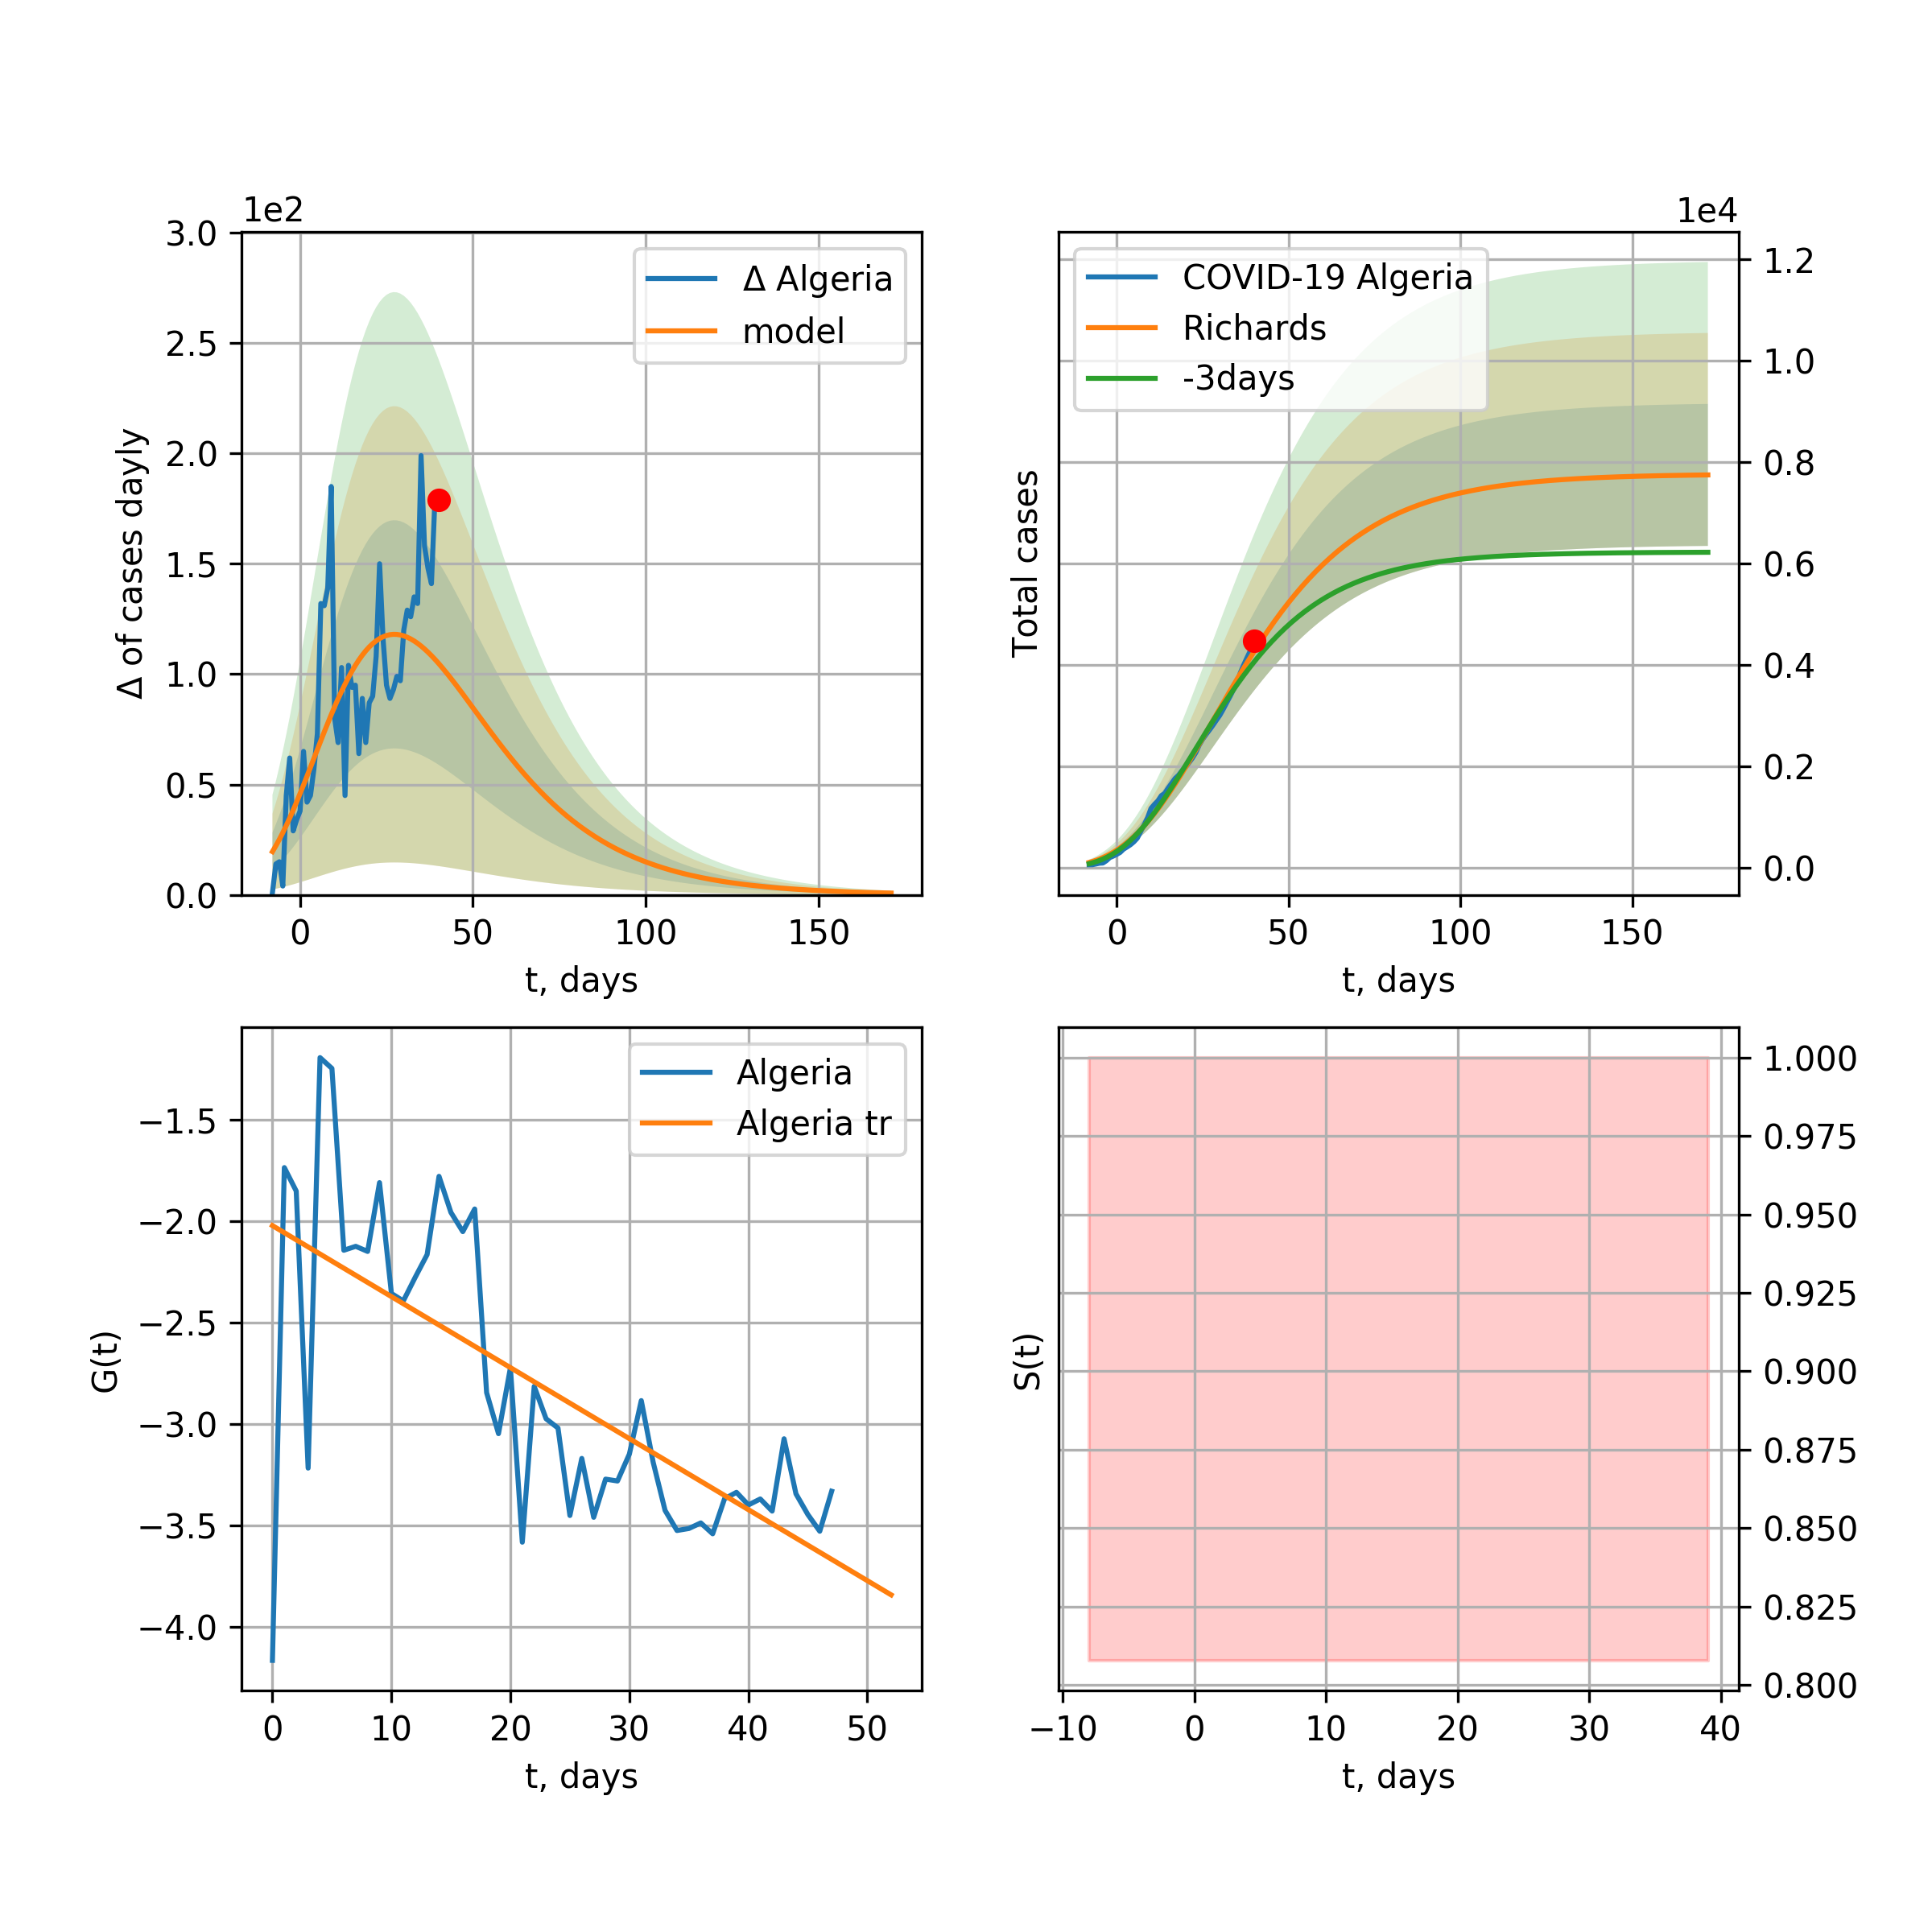 1e2
3.0
2.5
2.0
1.5
1.0
0.5
0.0
Δ of cases dayly
Δ Algeria
model
0 50 100 150
t, days
1e4
1.2
1.0
0.8
0.6
0.4
0.2
0.0
Total cases
COVID-19 Algeria
Richards
-3days
0 50 100 150
t, days
−1.5
−2.0
−2.5
−3.0
−3.5
−4.0
G(t)
Algeria
Algeria tr
0 10 20 30 40 50
t, days
1.000
0.975
0.950
0.925
0.900
0.875
0.850
0.825
0.800
S(t)
−10 0 10 20 30 40
t, days